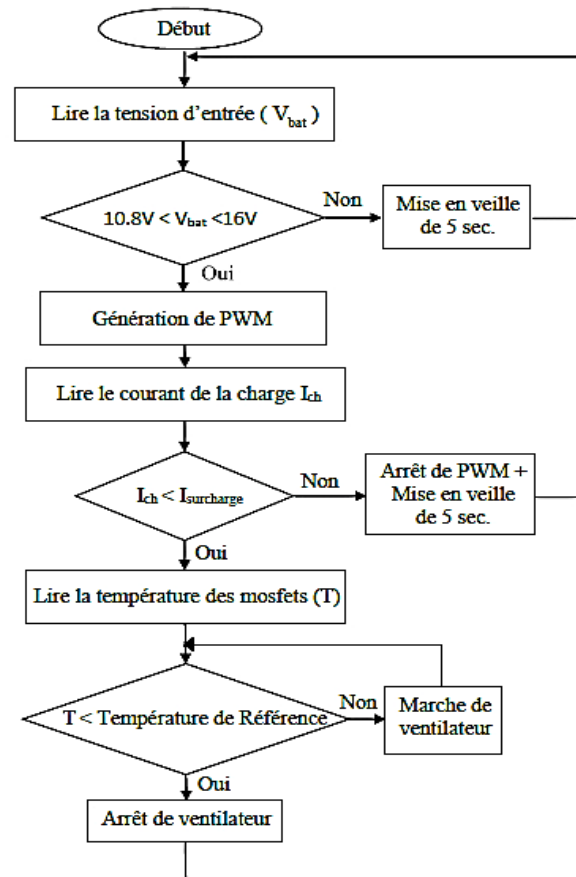 Début
Lire la tension d'entrée ( Vbat )
10.8V < Vbat <16V
Non
Mise en veille
de 5 sec.
Oui
Génération de PWM
Lire le courant de la charge Ich
Ich < Isurcharge
Non
Arrêt de PWM +
Mise en veille
de 5 sec.
Oui
Lire la température des mosfets (T)
T < Température de Référence
Non
Marche de
ventilateur
Oui
Arrêt de ventilateur